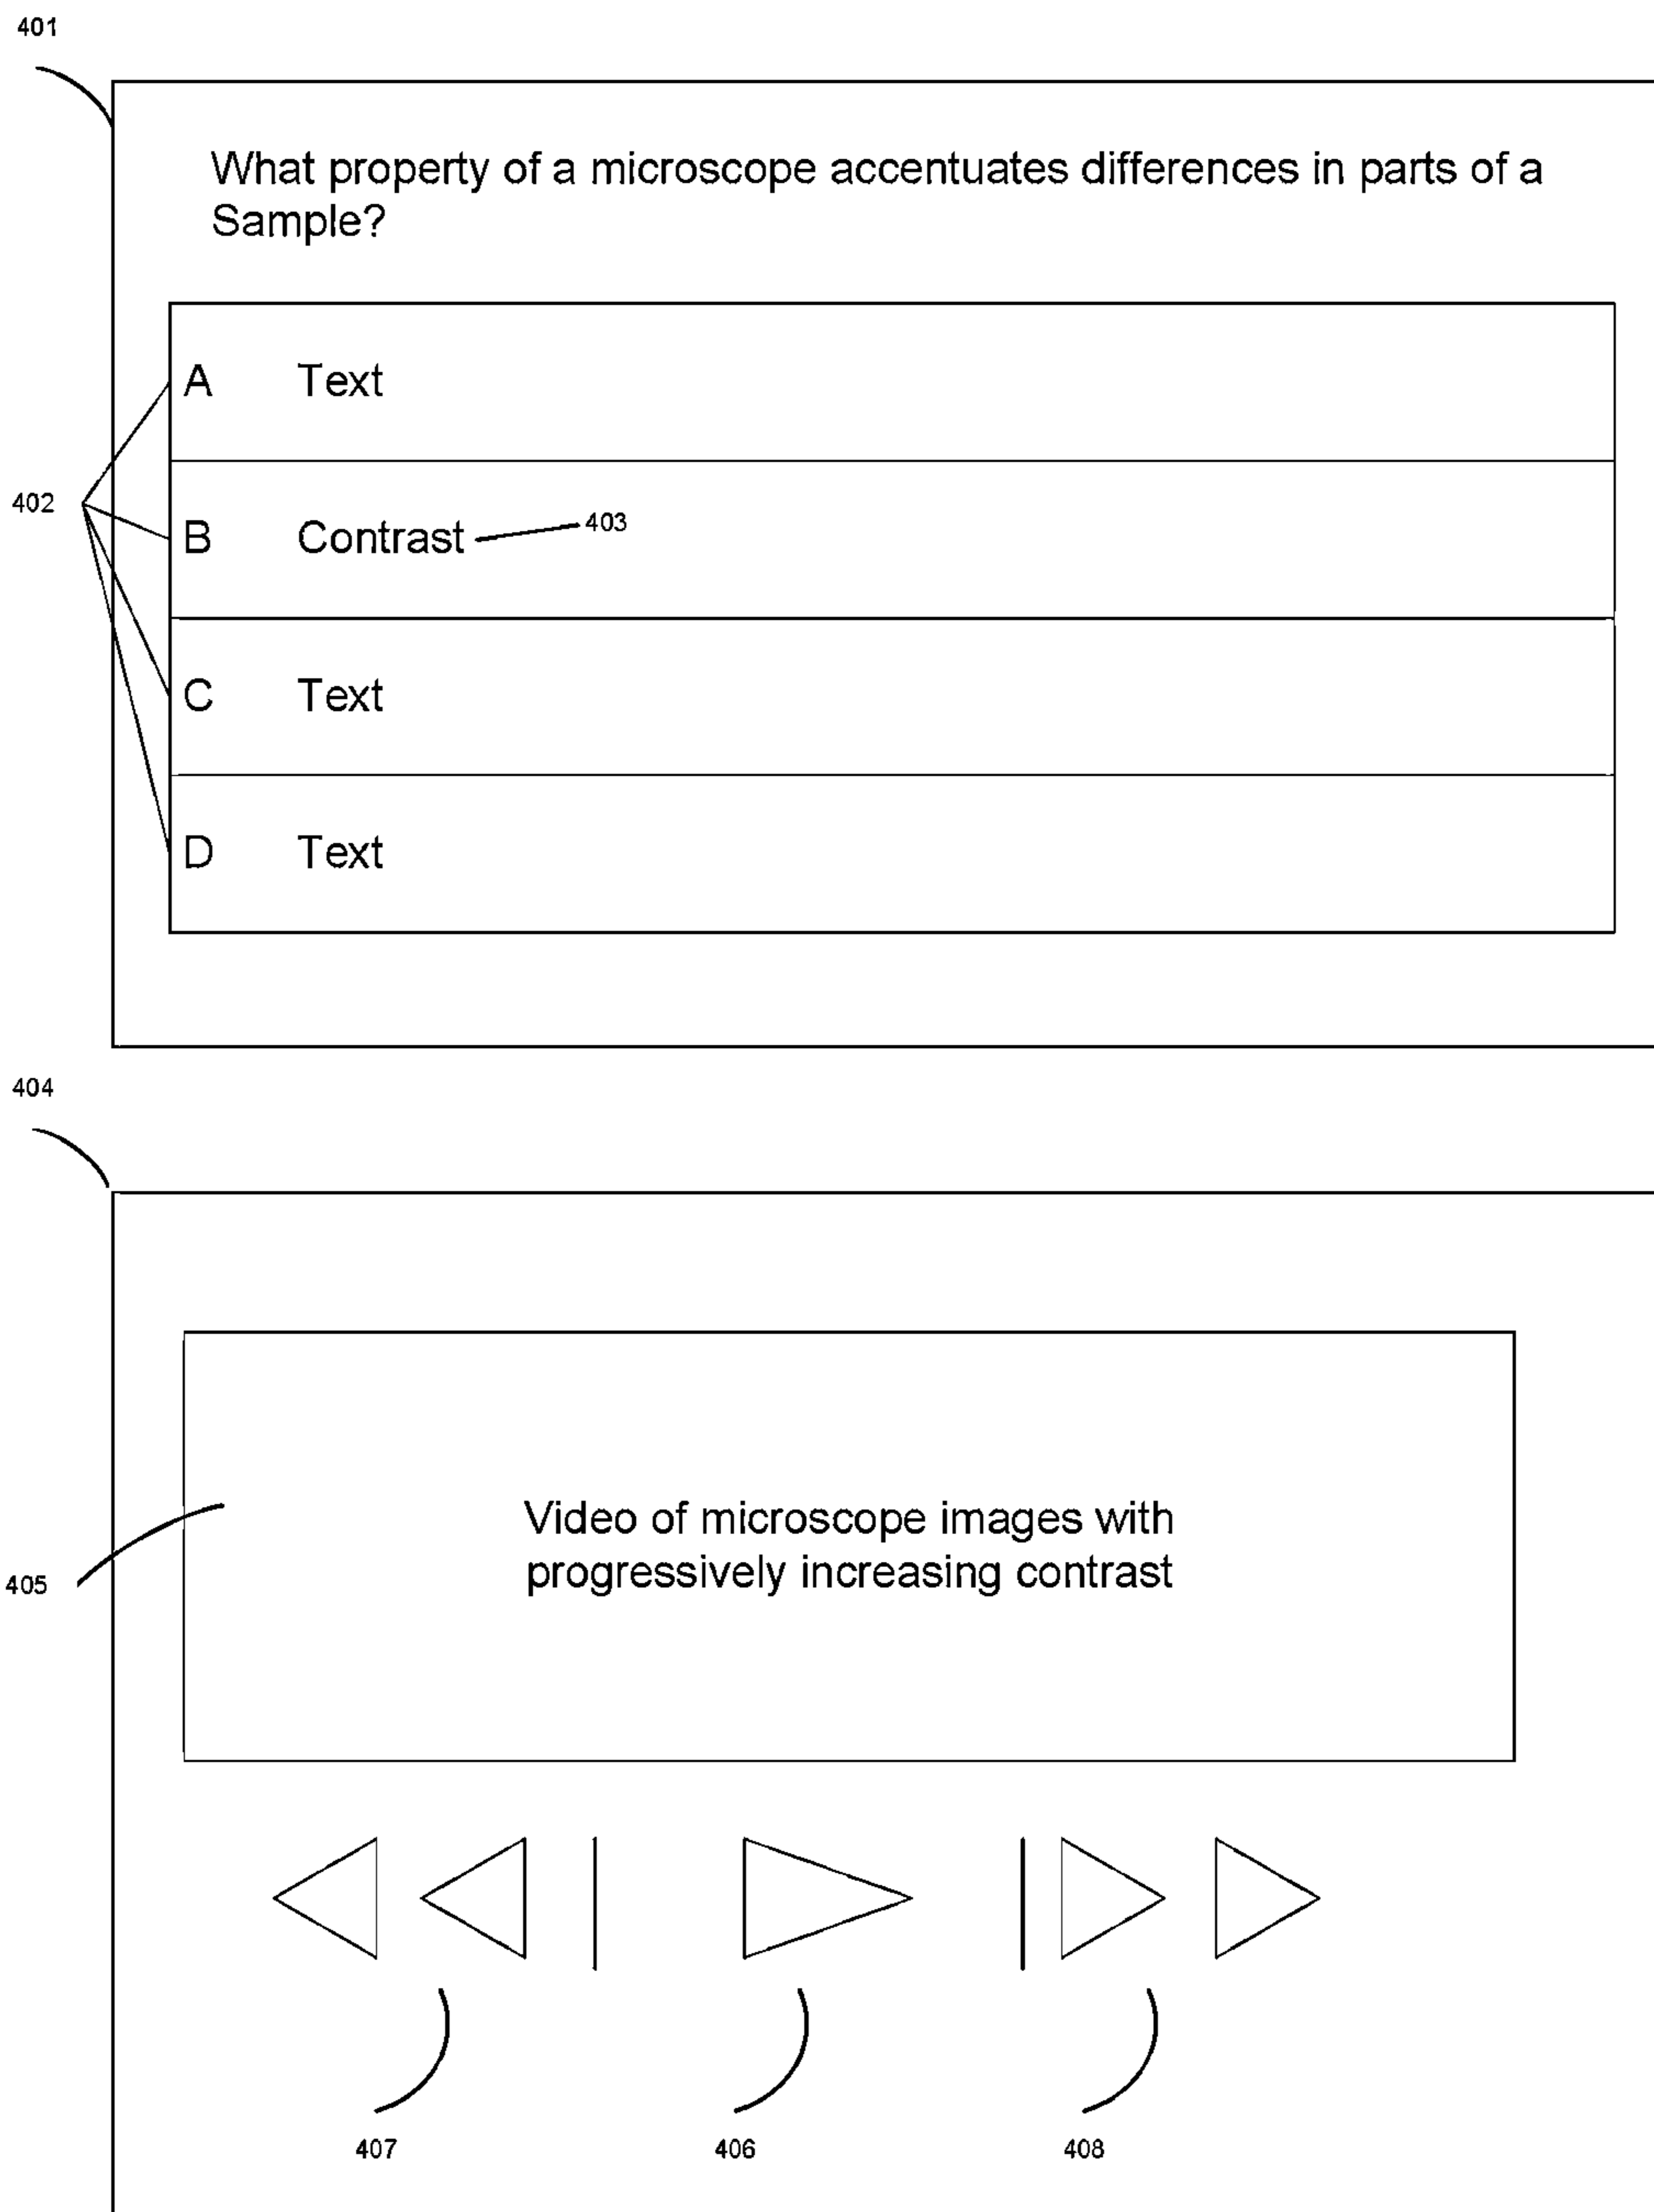 401
What property of a microscope accentuates differences in parts of a
Sample?
A Text
402
B Contrast 403
C Text
D Text
404
Video of microscope images with
progressively increasing contrast
405
407 406 408